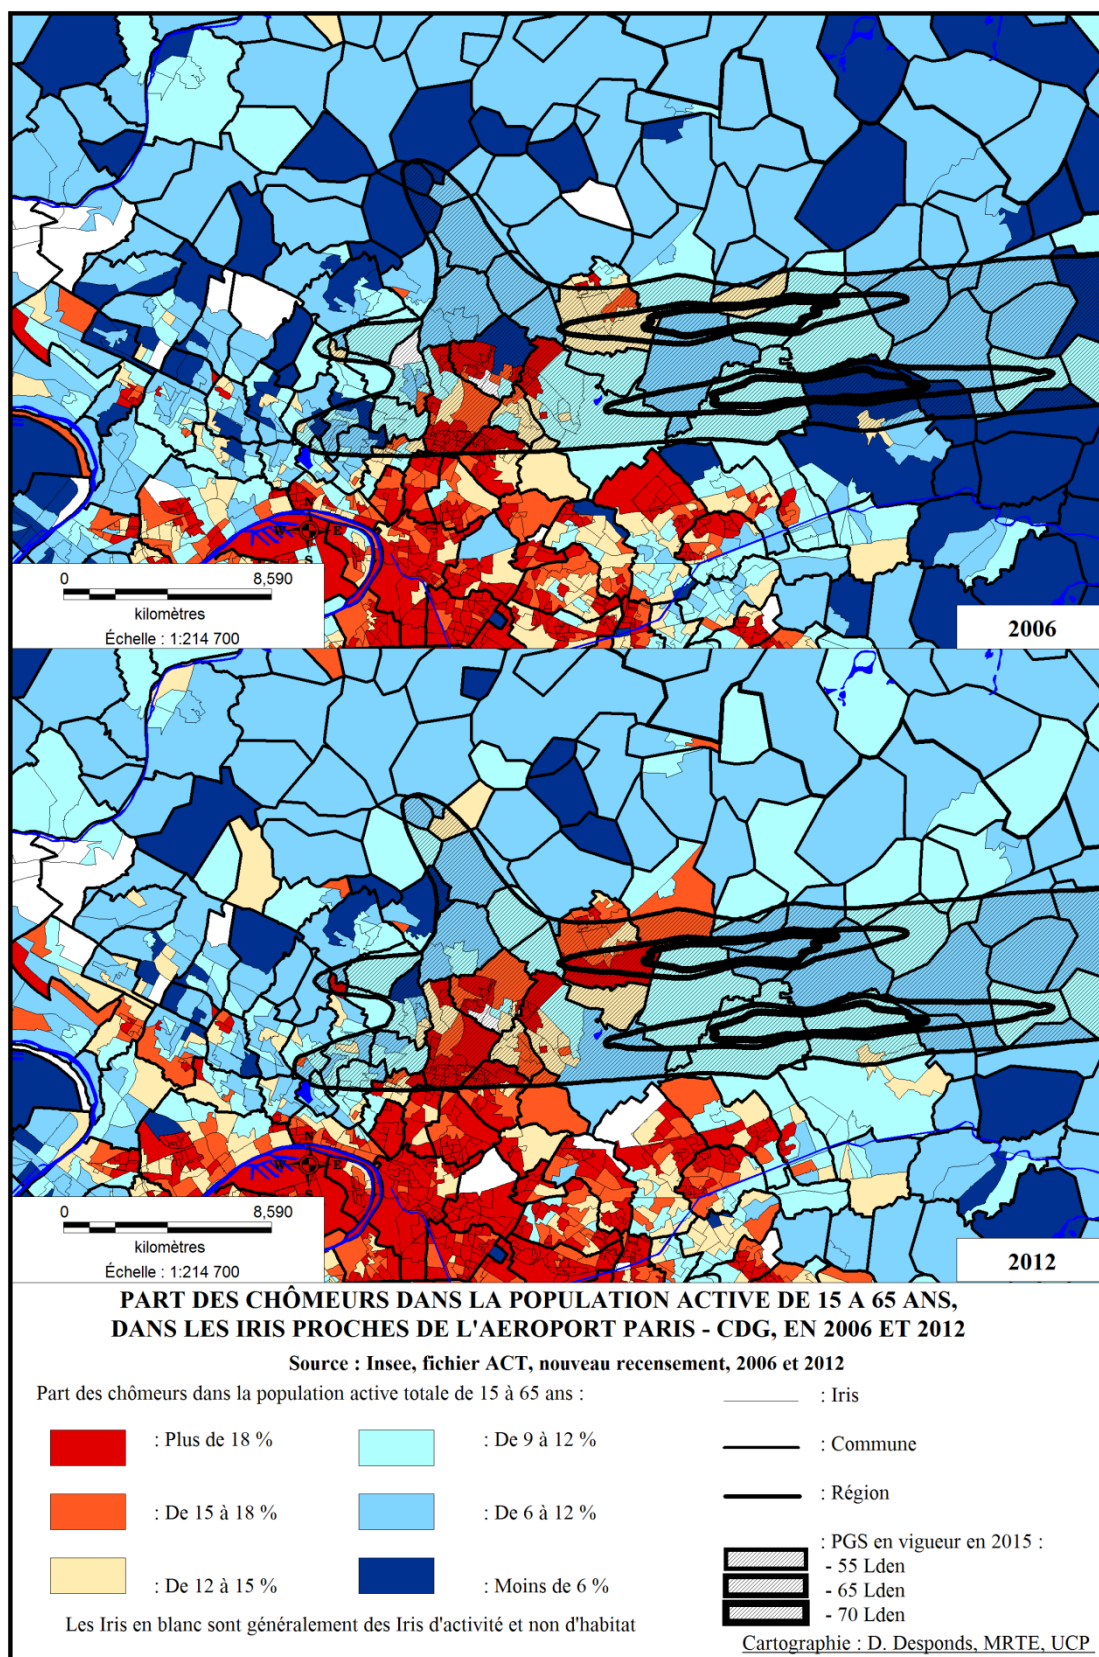 N
W
E
S
0
8,590
kilomètres
Échelle : 1:214 700
2006
N
W
E
S
0
8,590
kilomètres
Échelle : 1:214 700
2012
PART DES CHÔMEURS DANS LA POPULATION ACTIVE DE 15 A 65 ANS,
DANS LES IRIS PROCHES DE L'AEROPORT PARIS - CDG, EN 2006 ET 2012
Source : Insee, fichier ACT, nouveau recensement, 2006 et 2012
Part des chômeurs dans la population active totale de 15 à 65 ans :
: Plus de 18 %
: De 15 à 18 %
: De 12 à 15 %
: De 9 à 12 %
: De 6 à 12 %
: Moins de 6 %
: Iris
: Commune
: Région
: PGS en vigueur en 2015 :
- 55 Lden
- 65 Lden
- 70 Lden
Les Iris en blanc sont généralement des Iris d'activité et non d'habitat
Cartographie : D. Desponds, MRTE, UCP